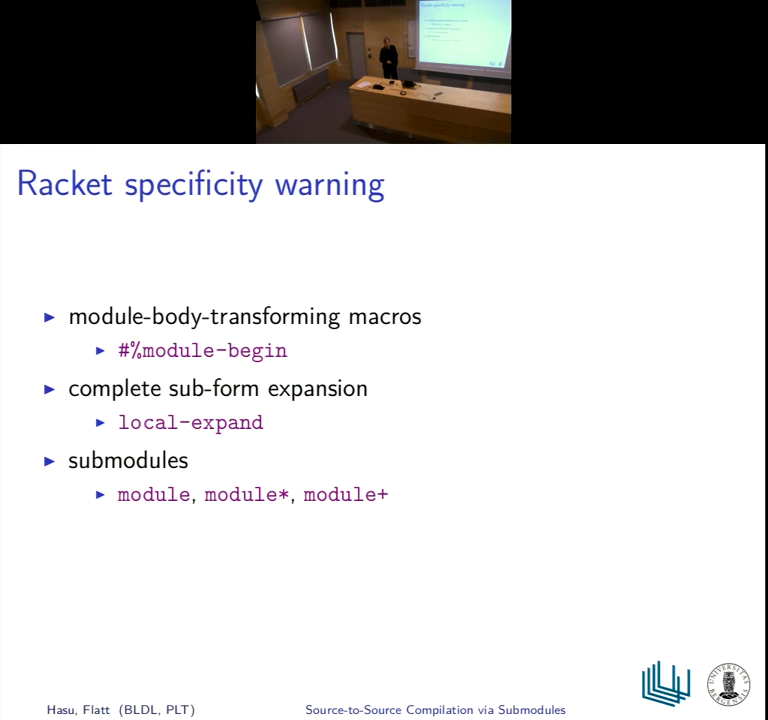 Racket specificity warning
module-body-transforming macros
#%module-begin
complete sub-form expansion
local-expand
submodules
module, module*, module+
Hasu, Flatt (BLDL, PLT)
Source-to-Source Compilation via Submodules